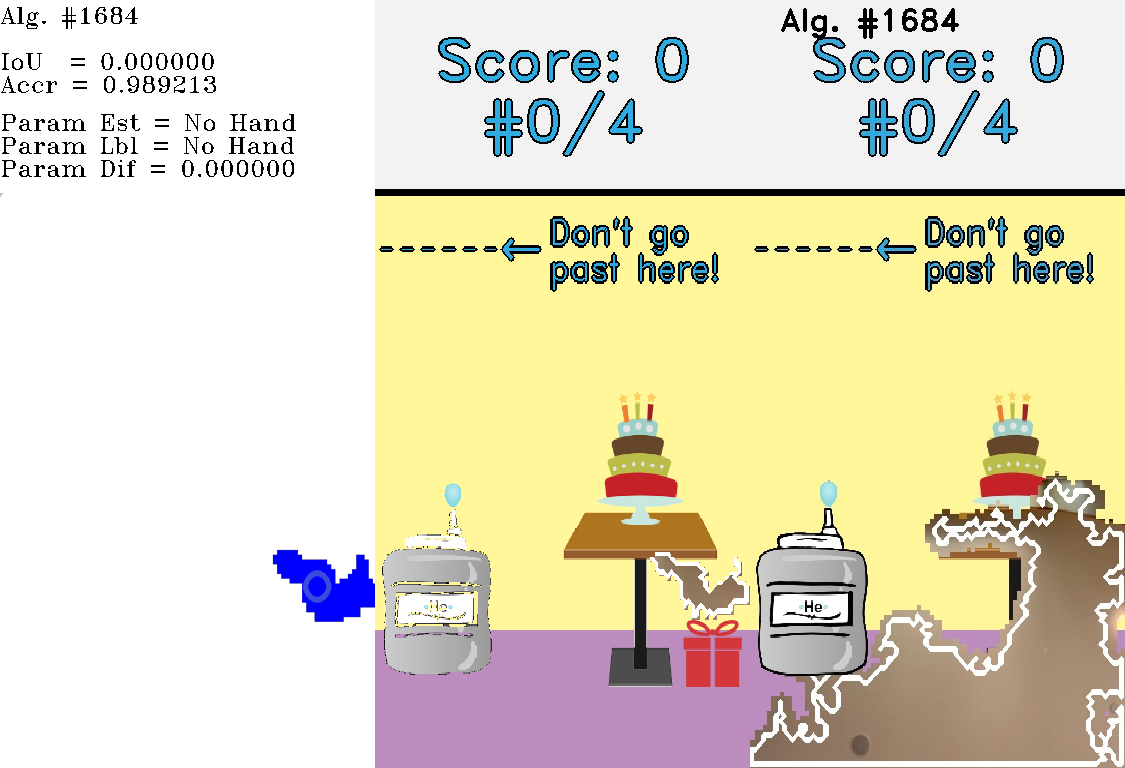 Alg. #1684
IoU = 0.000000
Accr = 0.989213
Param Est = No Hand
Param Lbl = No Hand
Param Dif = 0.000000
Score: 0
#0/4
------← Don't go
past here!
He
Alg. #1684
Score: 0
#0/4
------← Don't go
past here!
He